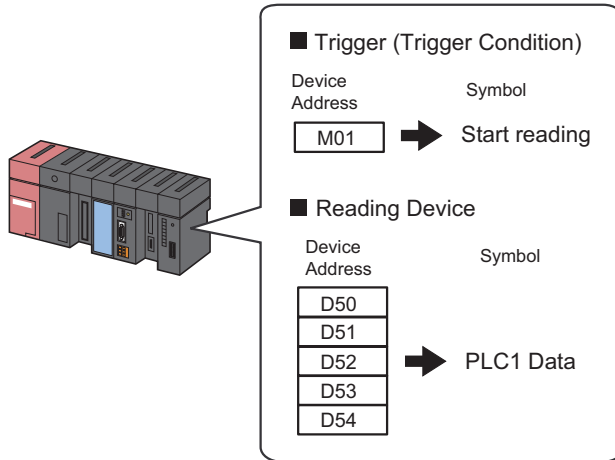 ■ Trigger (Trigger Condition)
Device
Address
Symbol
M01
Start reading
■ Reading Device
Device
Address
Symbol
D50
D51
D52
D53
D54
PLC1 Data